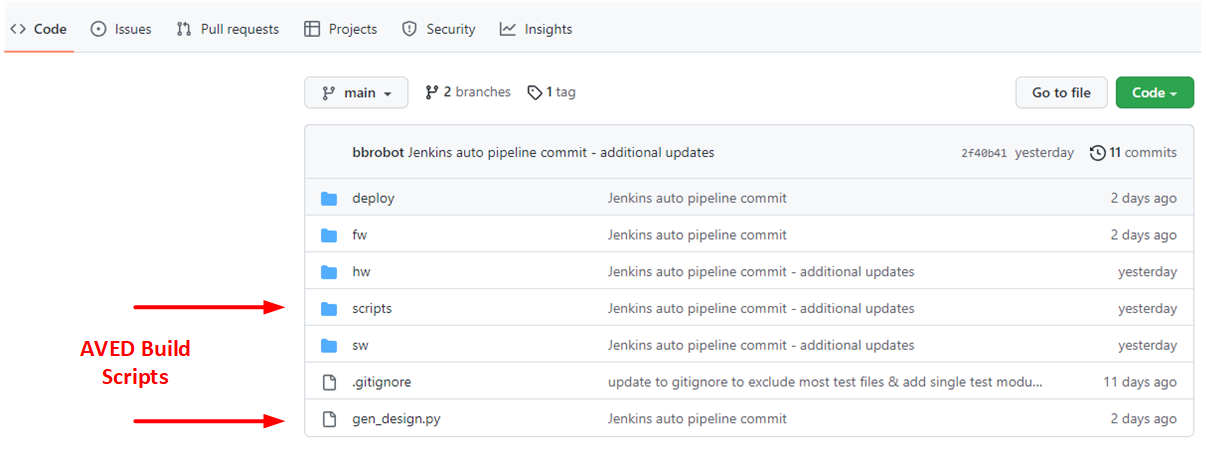 Code Issues Pull requests Projects Security Insights
main 2 branches 1 tag Go to file Code
bbrobot Jenkins auto pipeline commit - additional updates 2f40b41 yesterday 11 commits
deploy Jenkins auto pipeline commit 2 days ago
fw Jenkins auto pipeline commit 2 days ago
hw Jenkins auto pipeline commit - additional updates yesterday
scripts Jenkins auto pipeline commit - additional updates yesterday
AVED Build
Scripts
sw Jenkins auto pipeline commit - additional updates yesterday
.gitignore update to gitignore to exclude most test files & add single test modu... 11 days ago
gen_design.py Jenkins auto pipeline commit 2 days ago